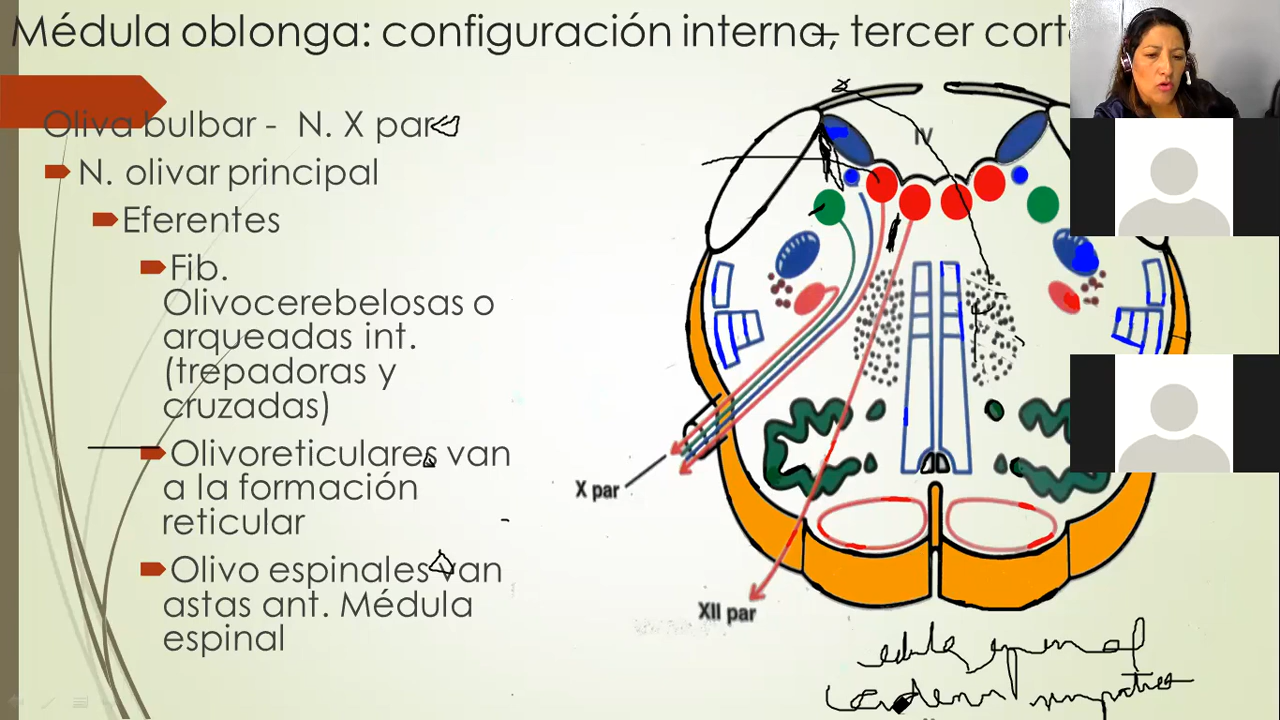 Médula oblonga: configuración interna, tercer corte
Oliva bulbar - N. X par
N. olivar principal
Eferentes
Fib.
Olivocerebelosas o
arqueadas int.
(trepadoras y
cruzadas)
Olivoreticulares van
a la formación
reticular
Olivo espinales van
astas ant. Médula
espinal
IV
X par
XII par